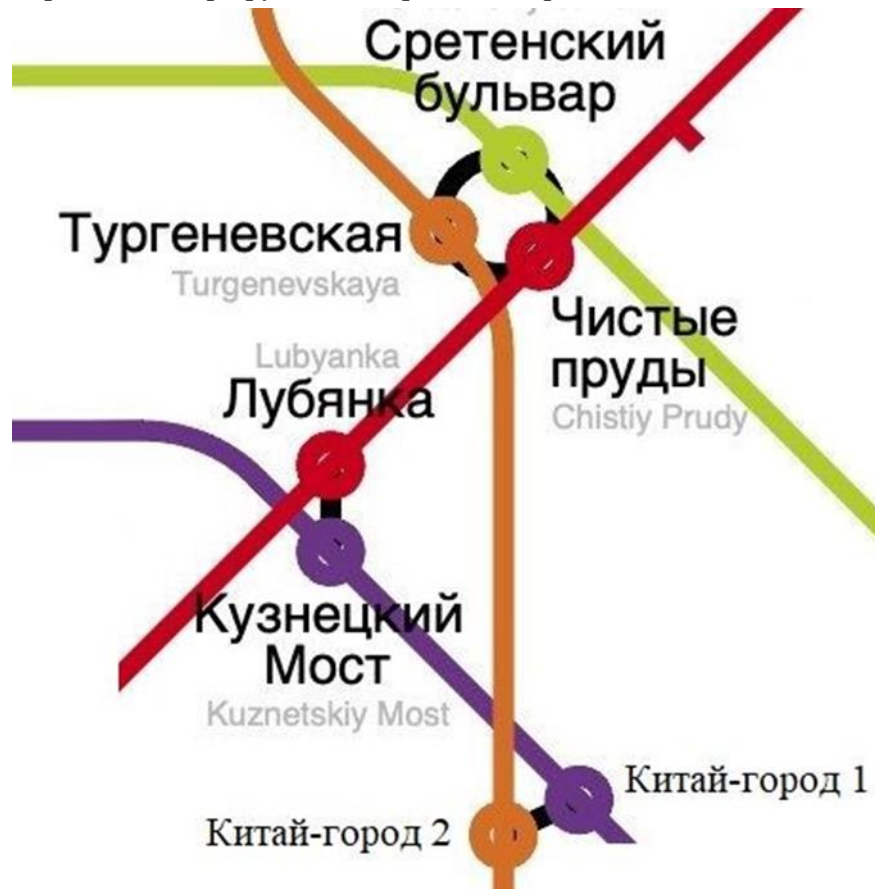 Сретенский
бульвар
Тургеневская
Turgenevskaya
Чистые
пруды
Chistiy Prudy
Lubyanka
Лубянка
Кузнецкий
Мост
Kuznetskiy Most
Китай-город 1
Китай-город 2